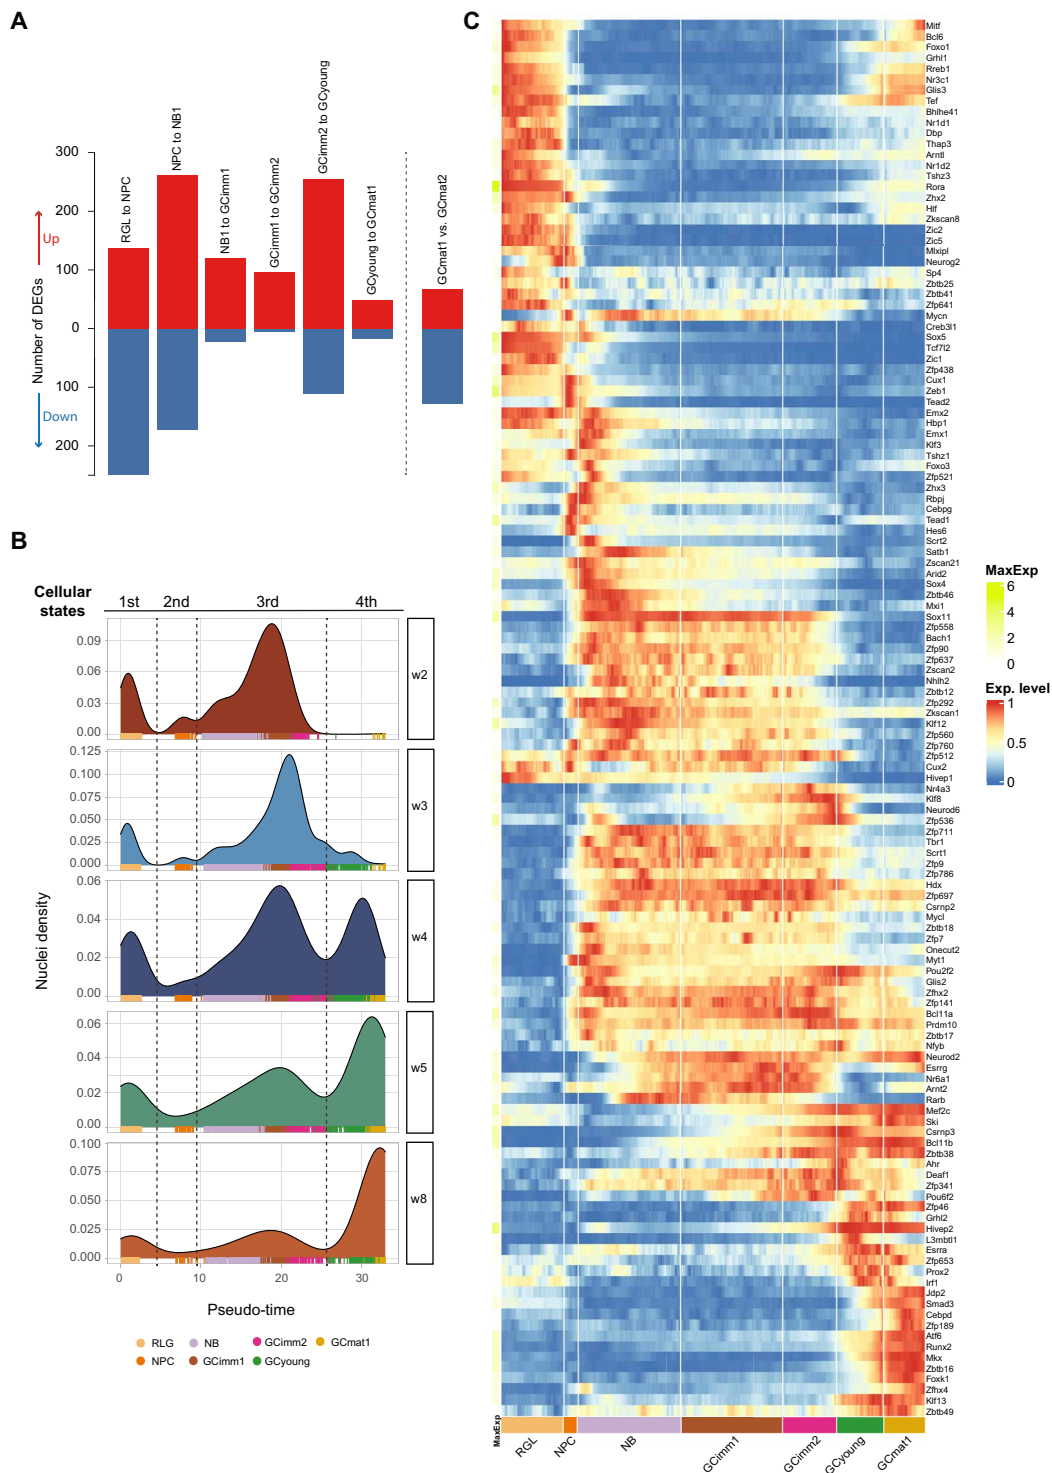 A
300
200
100
0
100
200
Number of DEGs
Up
Down
RGL to NPC
NPC to NB1
NB1 to GCimm1
GCimm1 to GCimm2
GCimm2 to GCyoung
GCyoung to GCmat1
GCmat1 vs. GCmat2
B
Cellular
states
1st 2nd 3rd 4th
0.09
0.06
0.03
0.00
w2
0.125
0.100
0.075
0.050
0.025
0.000
w3
0.06
0.04
0.02
0.00
w4
0.06
0.04
0.02
0.00
w5
0.100
0.075
0.050
0.025
0.000
w8
Nuclei density
0 10 20 30
Pseudo-time
RLG NB GCimm2 GCmat1
NPC GCimm1 GCyoung
C
Mitf
Bcl6
Foxo1
Grhl1
Rreb1
Nr3c1
Glis3
Tef
Bhlhe41
Nr1d1
Dbp
Thap3
Arntl
Nr1d2
Tshz3
Rora
Zhx2
Hlf
Zkscan8
Zic2
Zic5
Mlxipl
Neurog2
Sp4
Zbtb25
Zbtb41
Zfp641
Mycn
Creb3l1
Sox5
Tcf7l2
Zic1
Zfp438
Cux1
Zeb1
Tead2
Emx2
Hbp1
Emx1
Klf3
Tshz1
Foxo3
Zfp521
Zhx3
Rbpj
Cebpg
Tead1
Hes6
Scrt2
Satb1
Zscan21
Arid2
Sox4
Zbtb46
Mxi1
Sox11
Zfp558
Bach1
Zfp90
Zfp637
Zscan2
Nhlh2
Zbtb12
Zfp292
Zkscan1
Klf12
Zfp560
Zfp760
Zfp512
Cux2
Hivep1
Nr4a3
Klf8
Neurod6
Zfp536
Zfp711
Tbr1
Scrt1
Zfp9
Zfp786
Hdx
Zfp697
Csrnp2
Mycl
Zbtb18
Zfp7
Onecut2
Myt1
Pou2f2
Glis2
Zfhx2
Zfp141
Bcl11a
Prdm10
Zbtb17
Nfyb
Neurod2
Esrrg
Nr6a1
Arnt2
Rarb
Mef2c
Ski
Csrnp3
Bcl11b
Zbtb38
Ahr
Deaf1
Zfp341
Pou6f2
Zfp46
Grhl2
Hivep2
L3mbtl1
Esrra
Zfp653
Prox2
Irf1
Jdp2
Smad3
Cebpd
Zfp189
Atf6
Runx2
Mkx
Zbtb16
Foxk1
Zfhx4
Klf13
Zbtb49
MaxExp
RGL
NPC
NB
GCimm1
GCimm2
GCyoung
GCmat1
MaxExp
6
4
2
0
Exp. level
1
0.5
0